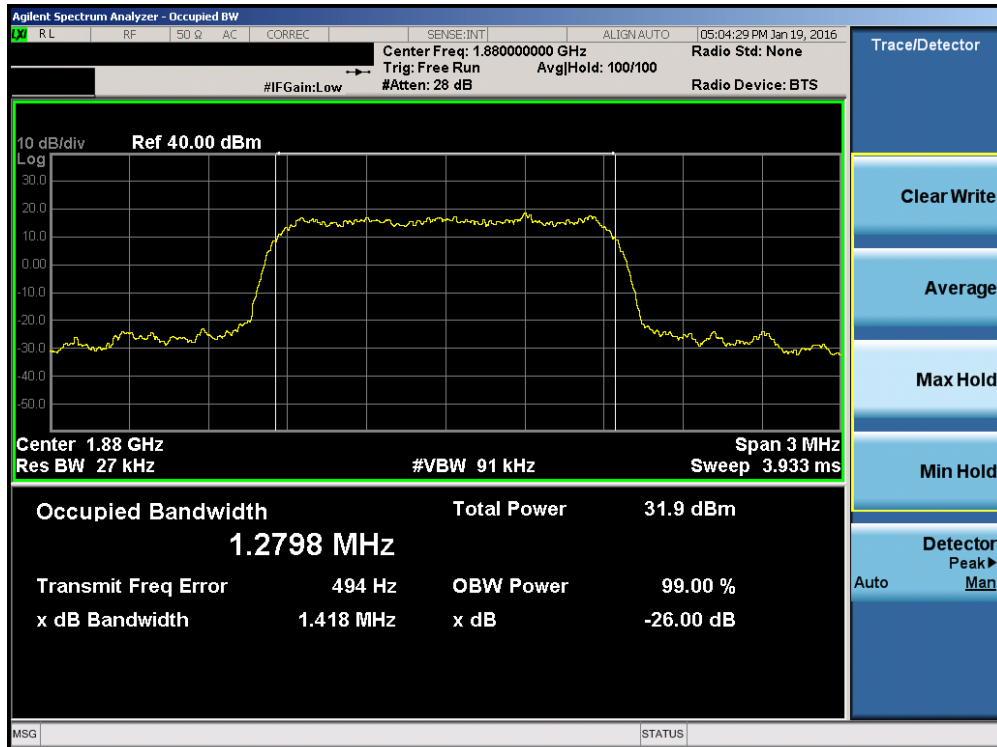 Agilent Spectrum Analyzer - Occupied BW
LXI RL RF 50 Ω AC CORREC SENSE:INT ALIGNAUTO 05:04:29 PM Jan 19, 2016
Center Freq: 1.880000000 GHz Radio Std: None
Trig: Free Run Avg|Hold: 100/100
#IFGain:Low #Atten: 28 dB Radio Device: BTS
Trace/Detector
10 dB/div Ref 40.00 dBm
Log
30.0
20.0
10.0
0.00
-10.0
-20.0
-30.0
-40.0
-50.0
Center 1.88 GHz Span 3 MHz
Res BW 27 kHz #VBW 91 kHz Sweep 3.933 ms
Occupied Bandwidth Total Power 31.9 dBm
1.2798 MHz
Transmit Freq Error 494 Hz OBW Power 99.00 %
x dB Bandwidth 1.418 MHz x dB -26.00 dB
Clear Write
Average
Max Hold
Min Hold
Detector
Peak▶
Auto Man
MSG STATUS